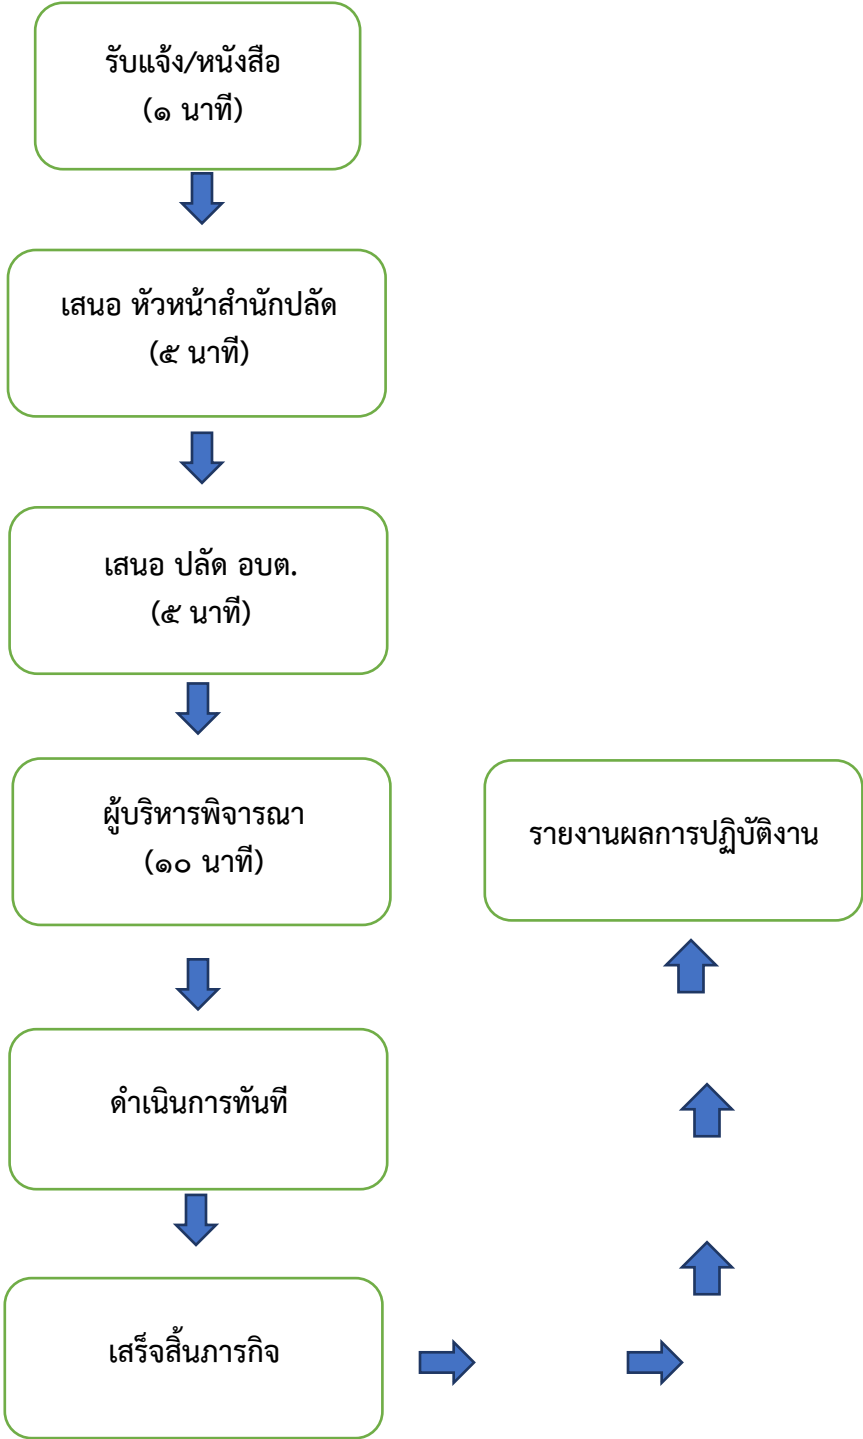 รับแจ้ง/หนังสือ
(๑ นาที)
เสนอ หัวหน้าสำนักปลัด
(๕ นาที)
เสนอ ปลัด อบต.
(๕ นาที)
ผู้บริหารพิจารณา
(๑๐ นาที)
ดำเนินการทันที
เสร็จสิ้นภารกิจ
รายงานผลการปฏิบัติงาน